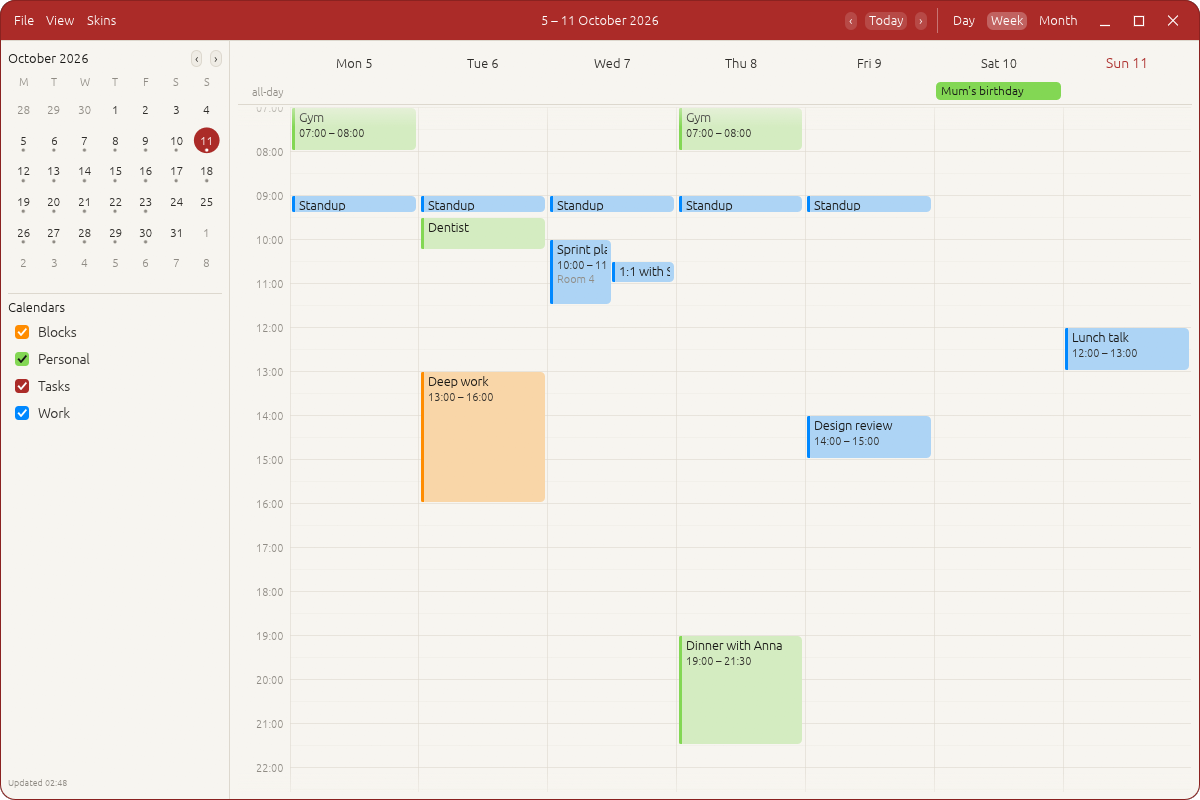 File View Skins
5 – 11 October 2026
‹ Today › Day Week Month
October 2026 ‹ ›
M T W T F S S
28 29 30 1 2 3 4
5 6 7 8 9 10 11
12 13 14 15 16 17 18
19 20 21 22 23 24 25
26 27 28 29 30 31 1
2 3 4 5 6 7 8
Calendars
Blocks
Personal
Tasks
Work
Updated 02:48
Mon 5 Tue 6 Wed 7 Thu 8 Fri 9 Sat 10 Sun 11
all-day Mum's birthday
07:00
Gym Gym
07:00 – 08:00 07:00 – 08:00
08:00
09:00
Standup Standup Standup Standup Standup
Dentist
10:00
Sprint pla
10:00 – 11
1:1 with S
Room 4
11:00
12:00
Lunch talk
12:00 – 13:00
13:00
Deep work
13:00 – 16:00
14:00
Design review
14:00 – 15:00
15:00
16:00
17:00
18:00
19:00
Dinner with Anna
19:00 – 21:30
20:00
21:00
22:00